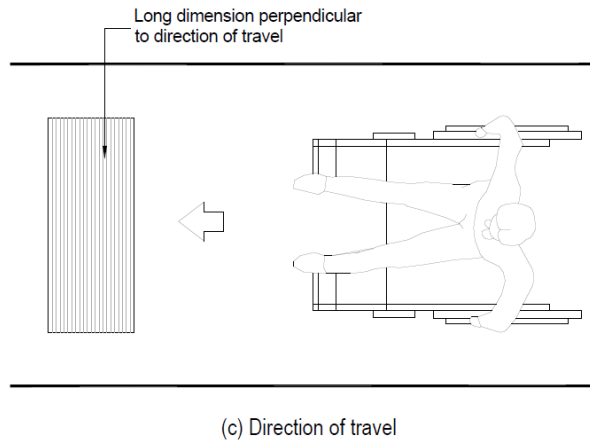 Long dimension perpendicular
to direction of travel
(c) Direction of travel